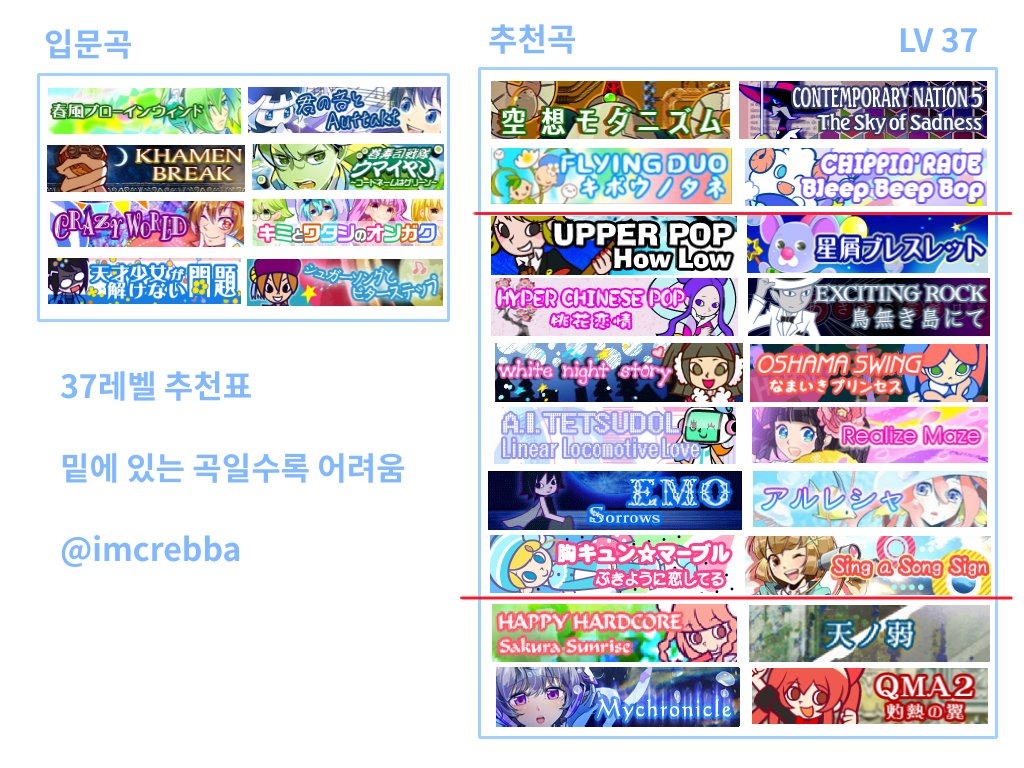 입문곡
春風ブローインウィンド
君の音と
Auftakt
KHAMEN
BREAK
巻寿司戦隊
ウマイヤン
～コードネームはグリーン～
CRAZY WORLD
キミとワタシのオンガク
天才少女が
解けない問題
シュガーソングと
ビターステップ
37레벨 추천표
밑에 있는 곡일수록 어려움
@imcrebba
추천곡
LV 37
空想モダニズム
CONTEMPORARY NATION 5
The Sky of Sadness
FLYING DUO
キボウノタネ
CHIPPIN'RAVE
Bleep Beep Bop
UPPER POP
How Low
星屑ブレスレット
HYPER CHINESE POP
桃花恋情
EXCITING ROCK
鳥無き島にて
white night story
OSHAMA SWING
なまいきプリンセス
A.I.TETSUDOL
Linear Locomotive Love
Realize Maze
EMO
Sorrows
アルレシャ
胸キュン☆マーブル
ぶきように恋してる
Sing a Song Sign
HAPPY HARDCORE
Sakura Sunrise
天ノ弱
Mychronicle
QMA2
灼熱の翼